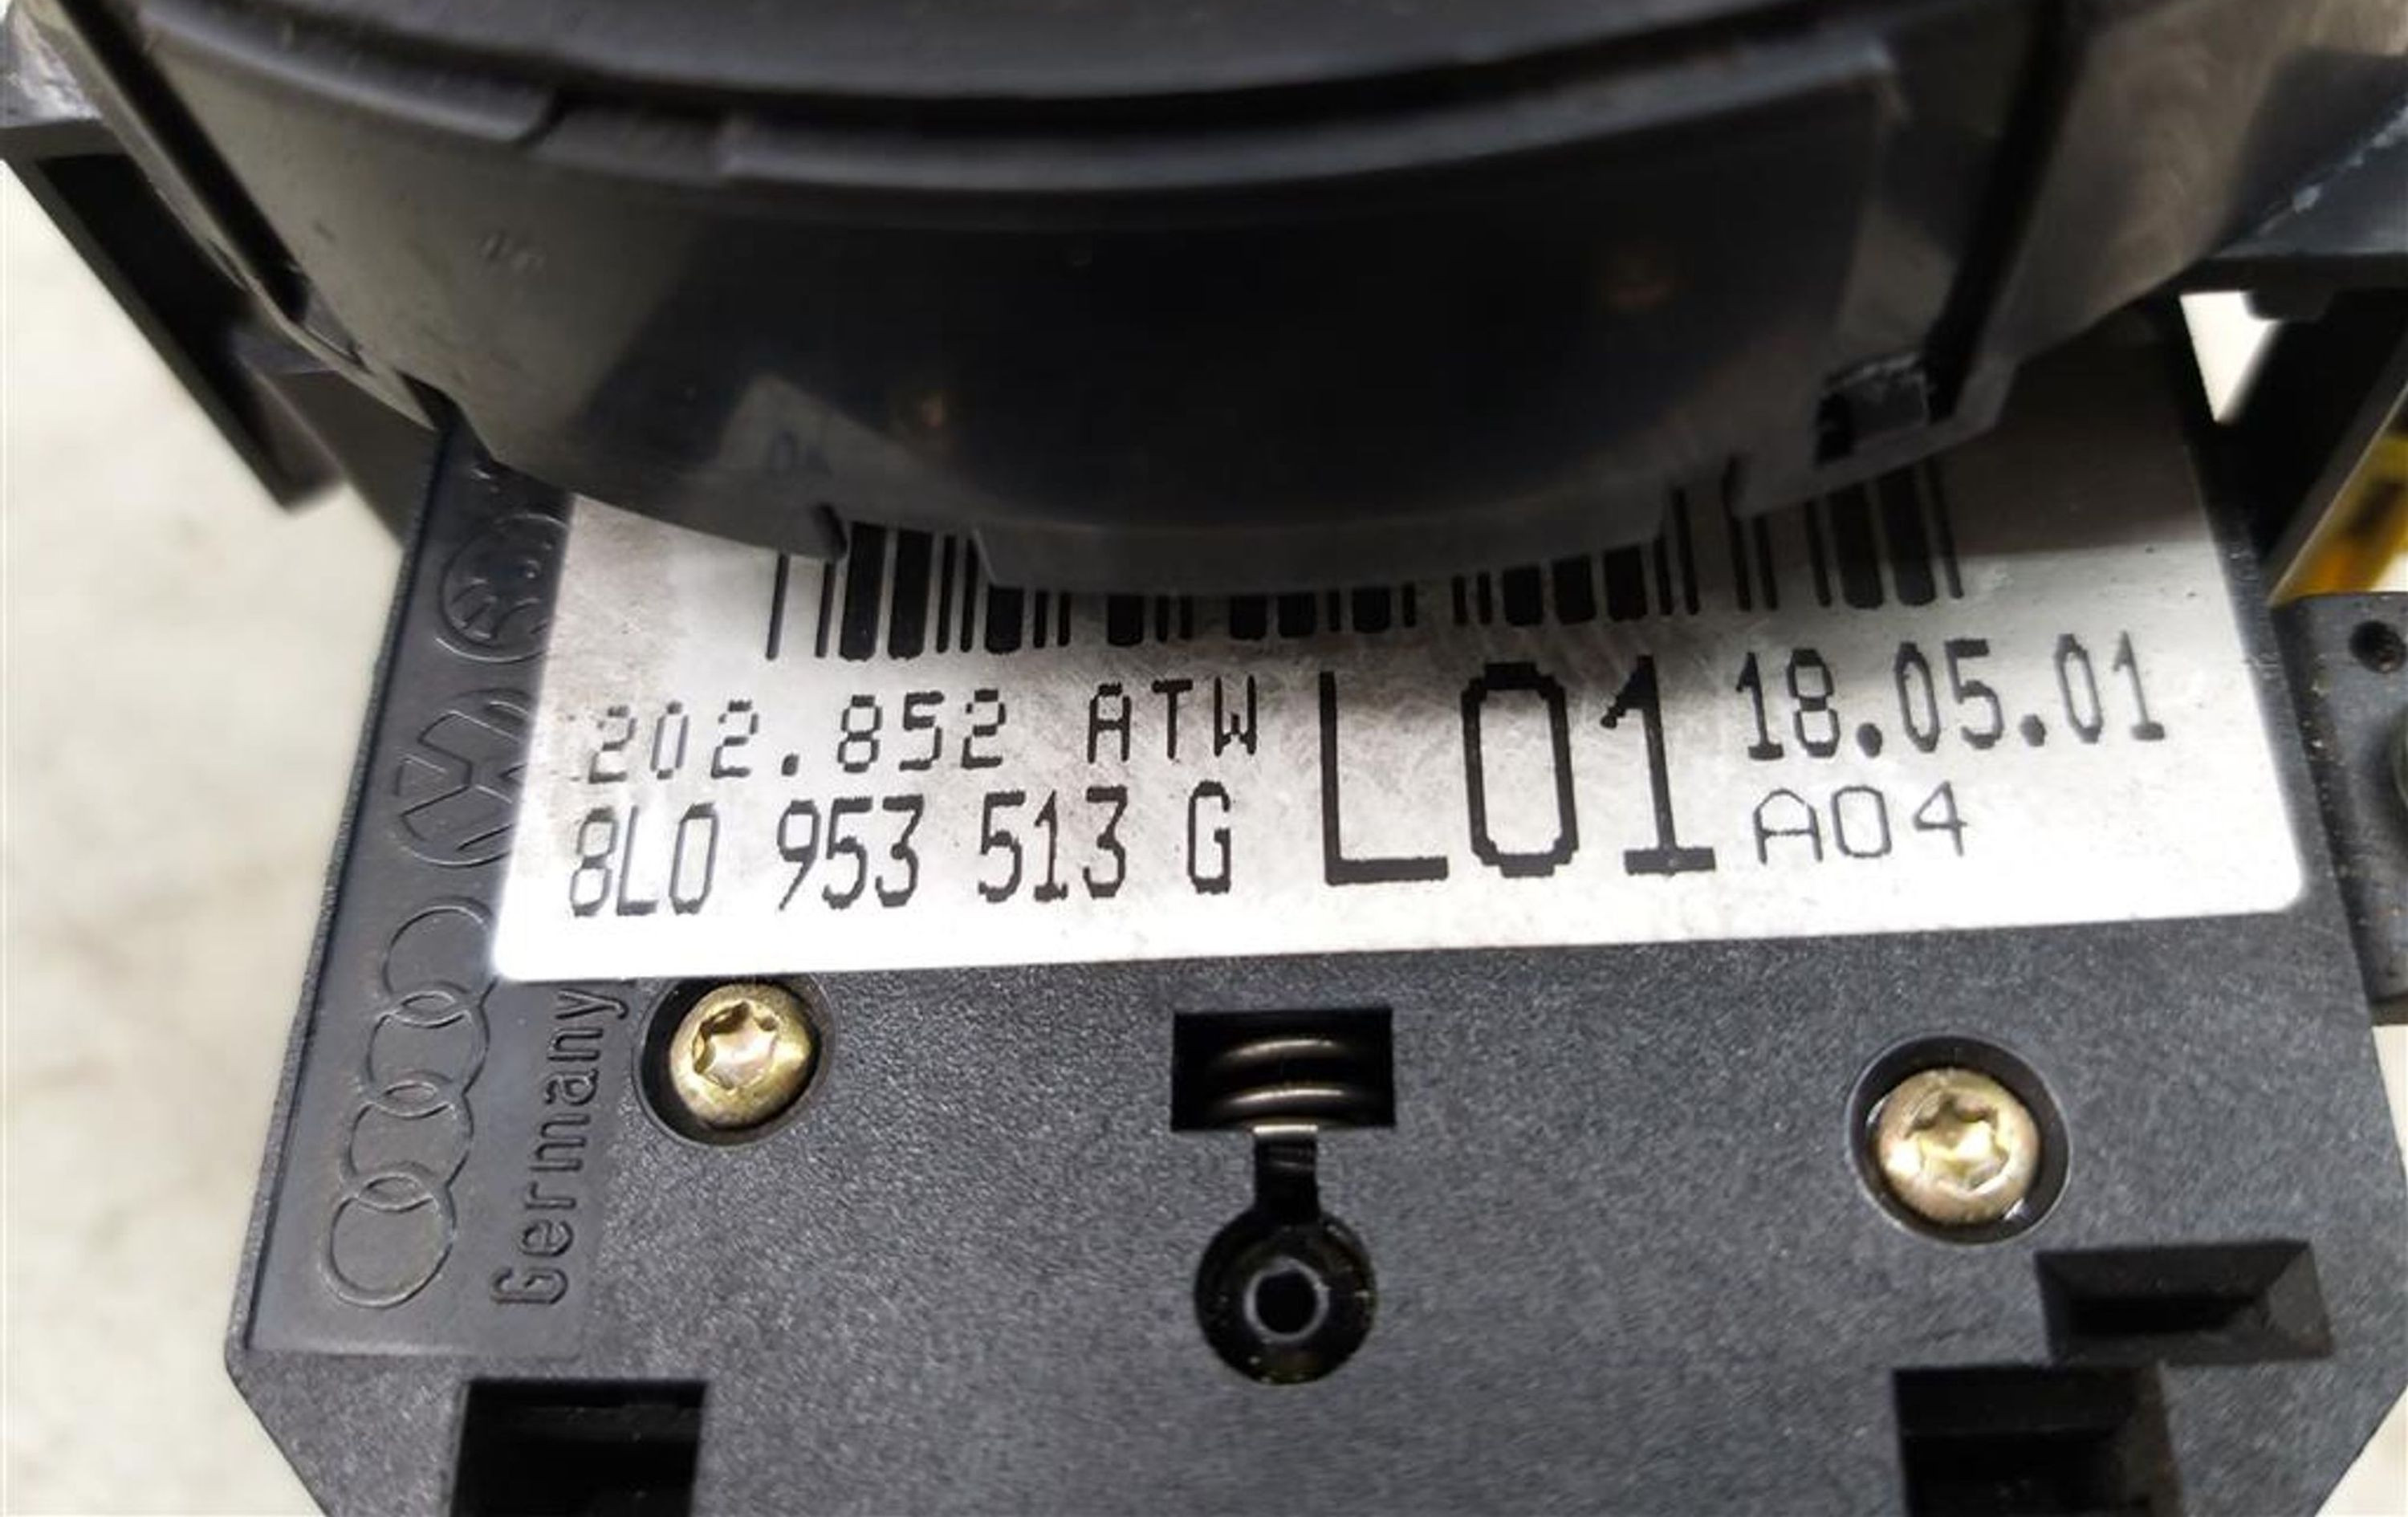 202.852 ATW
8L0 953 513 G
L01
18.05.01
A04
Germany